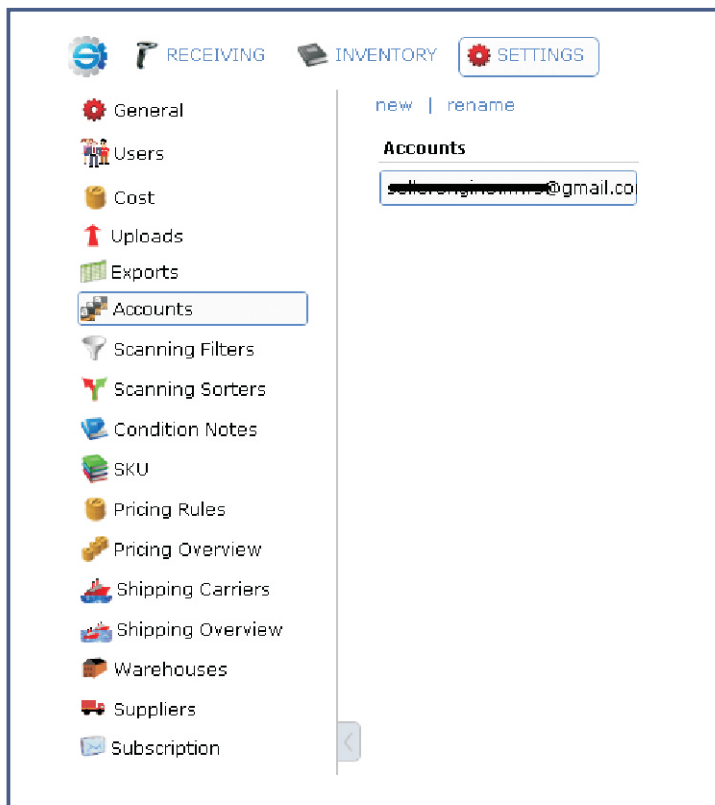 RECEIVING INVENTORY SETTINGS
General
Users
Cost
Uploads
Exports
Accounts
Scanning Filters
Scanning Sorters
Condition Notes
SKU
Pricing Rules
Pricing Overview
Shipping Carriers
Shipping Overview
Warehouses
Suppliers
Subscription
new | rename
Accounts
@gmail.co